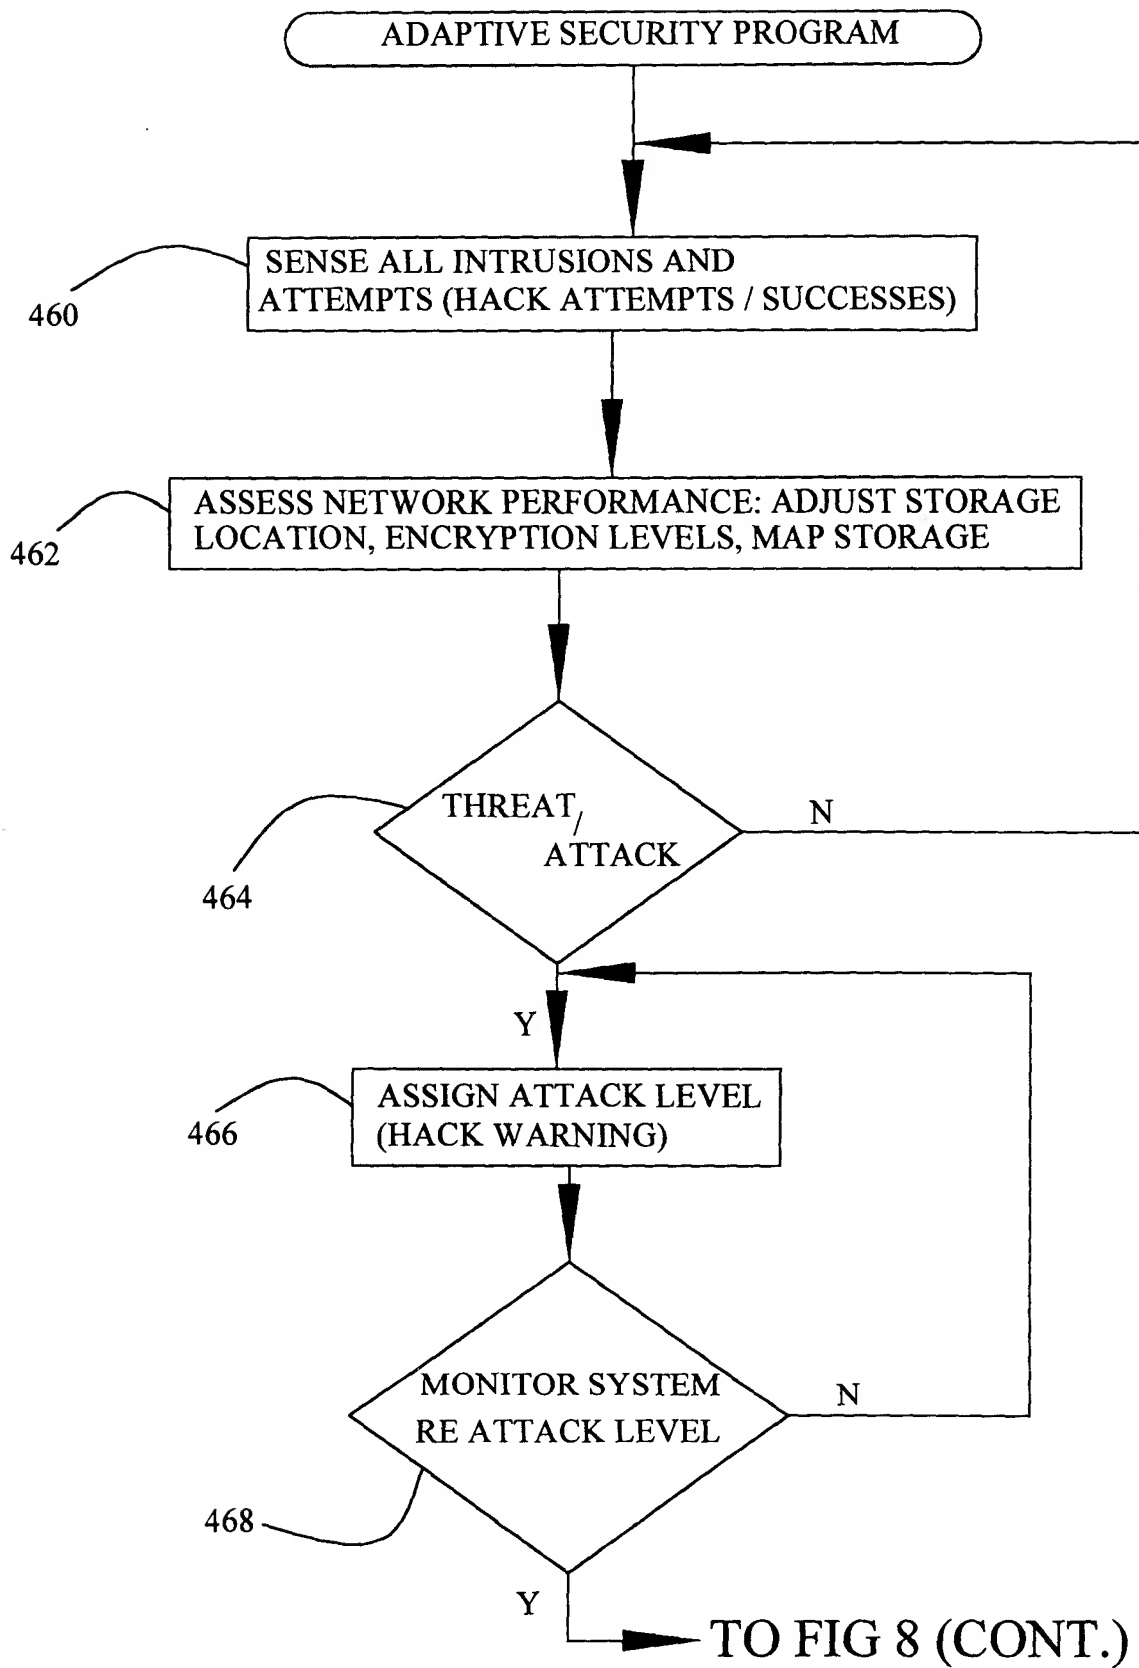 ADAPTIVE SECURITY PROGRAM
SENSE ALL INTRUSIONS AND
ATTEMPTS (HACK ATTEMPTS / SUCCESSES)
460
ASSESS NETWORK PERFORMANCE: ADJUST STORAGE
LOCATION, ENCRYPTION LEVELS, MAP STORAGE
462
THREAT/
ATTACK
N
464
Y
ASSIGN ATTACK LEVEL
(HACK WARNING)
466
MONITOR SYSTEM
RE ATTACK LEVEL
N
468
Y
TO FIG 8 (CONT.)